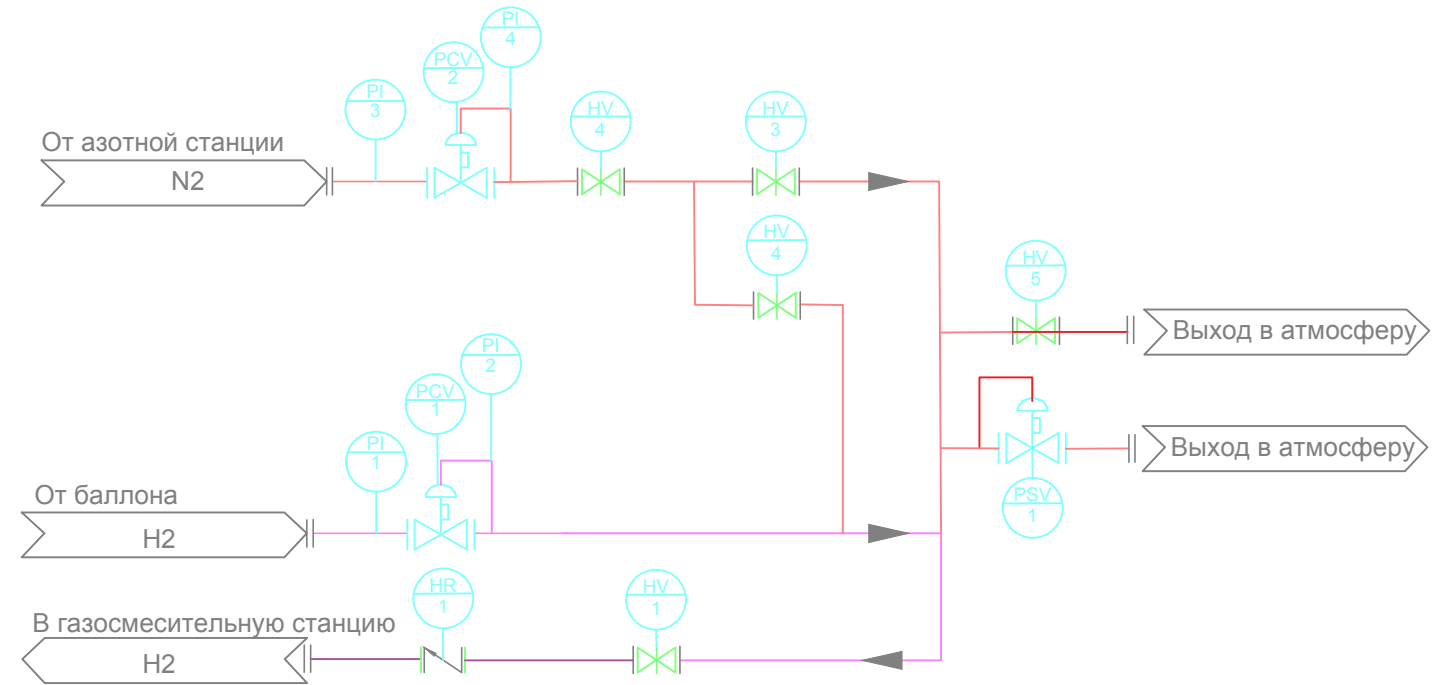 PI
4
PCV
2
PI
3
HV
4
HV
3
От азотной станции
N2
HV
4
HV
5
Выход в атмосферу
PI
2
PCV
1
PI
1
Выход в атмосферу
PSV
1
От баллона
H2
HR
1
HV
1
В газосмесительную станцию
H2